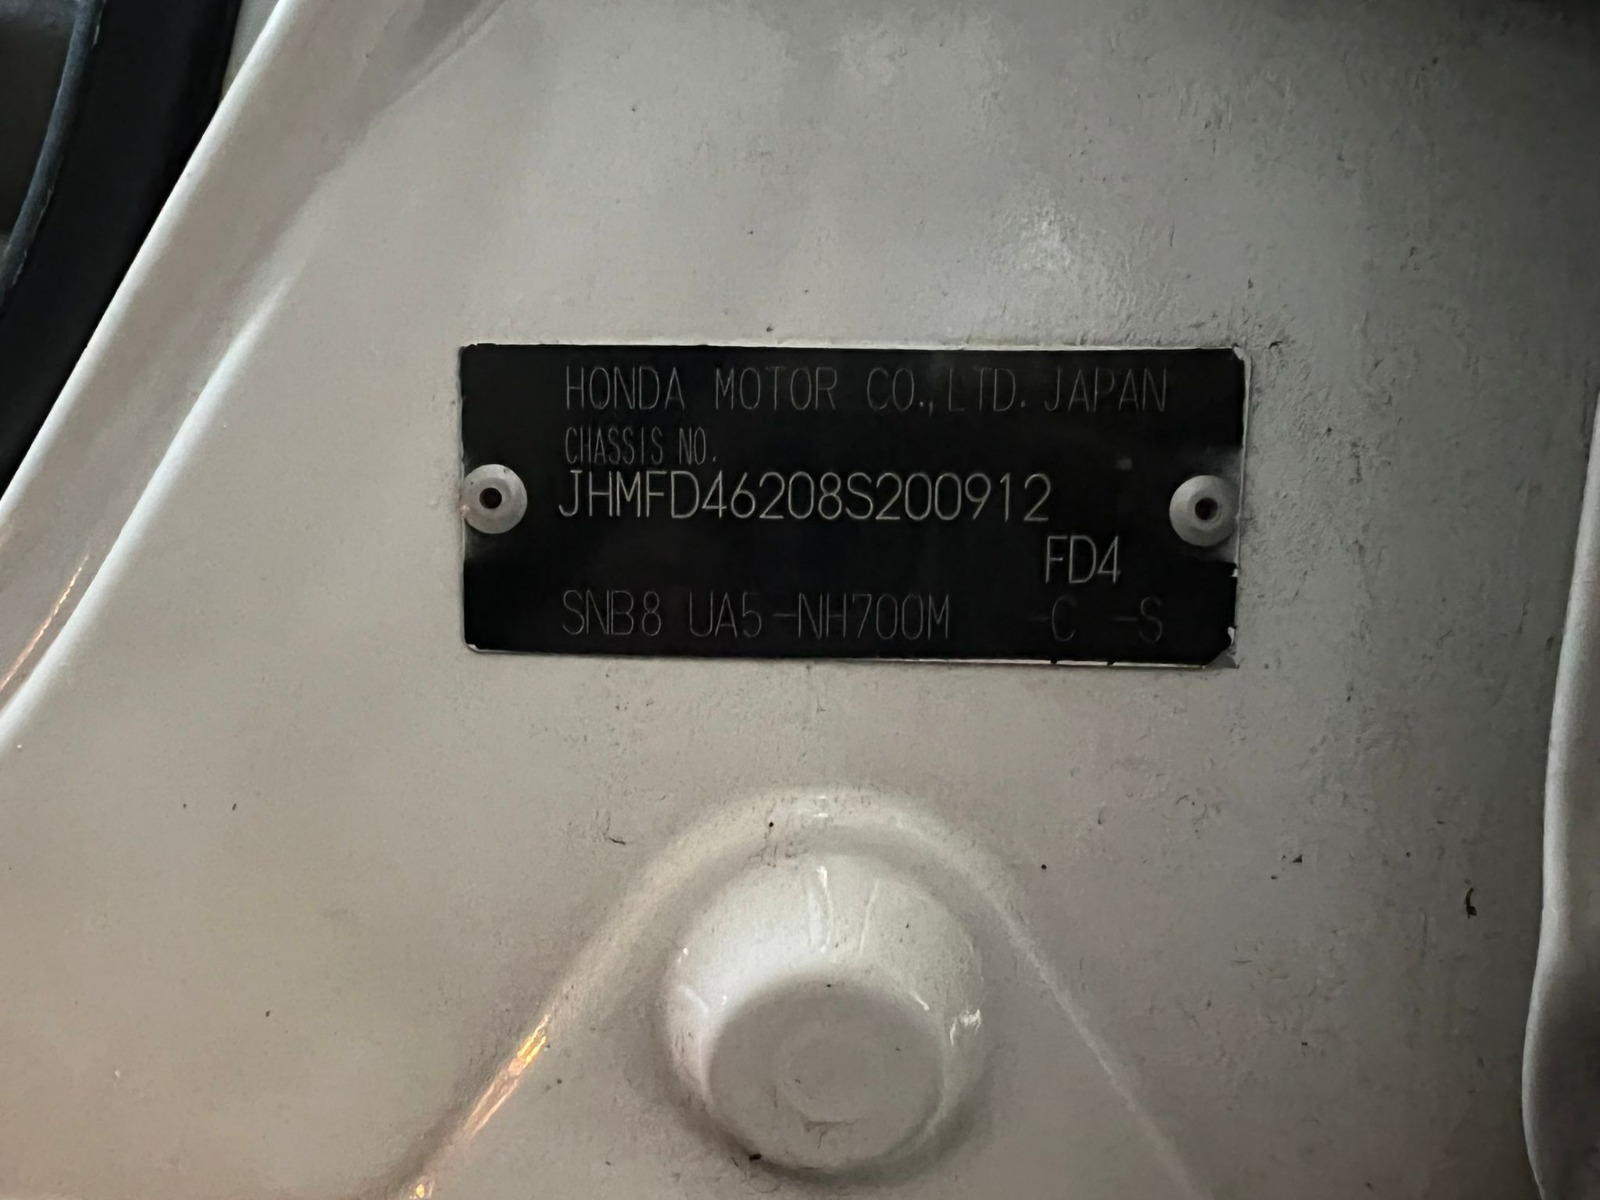 HONDA MOTOR CO.,LTD. JAPAN
CHASSIS NO.
JHMFD46208S200912
FD4
SNB8 UA5-NH700M -C -S